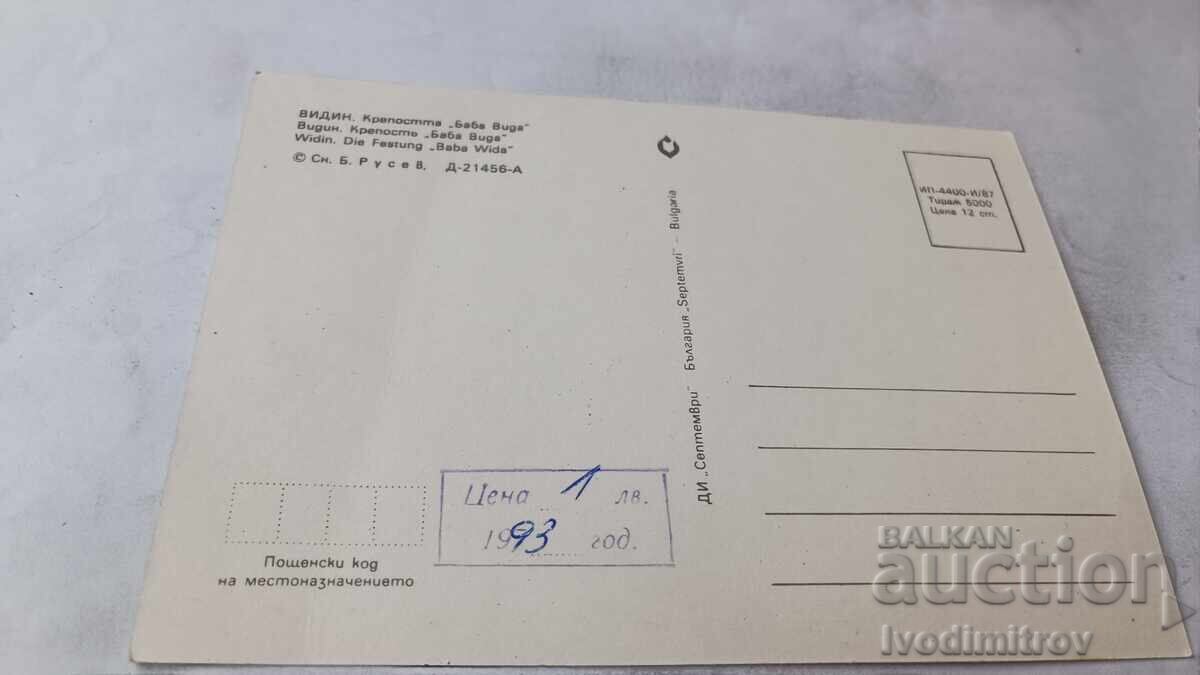 ВИДИН. Крепостта „Баба Вида“
Видин. Крепость „Баба Вида“
Widin. Die Festung „Baba Wida“
© Сн. Б. Русев, Д-21456-А
ИП-4400-И/87
Тираж 5000
Цена 12 ст.
ДИ „Септември“ България „Septemvri“ – Bulgaria
Цена 1 лв.
1993 год.
Пощенски код
на местоназначението
BALKAN
auction
Ivodimitrov